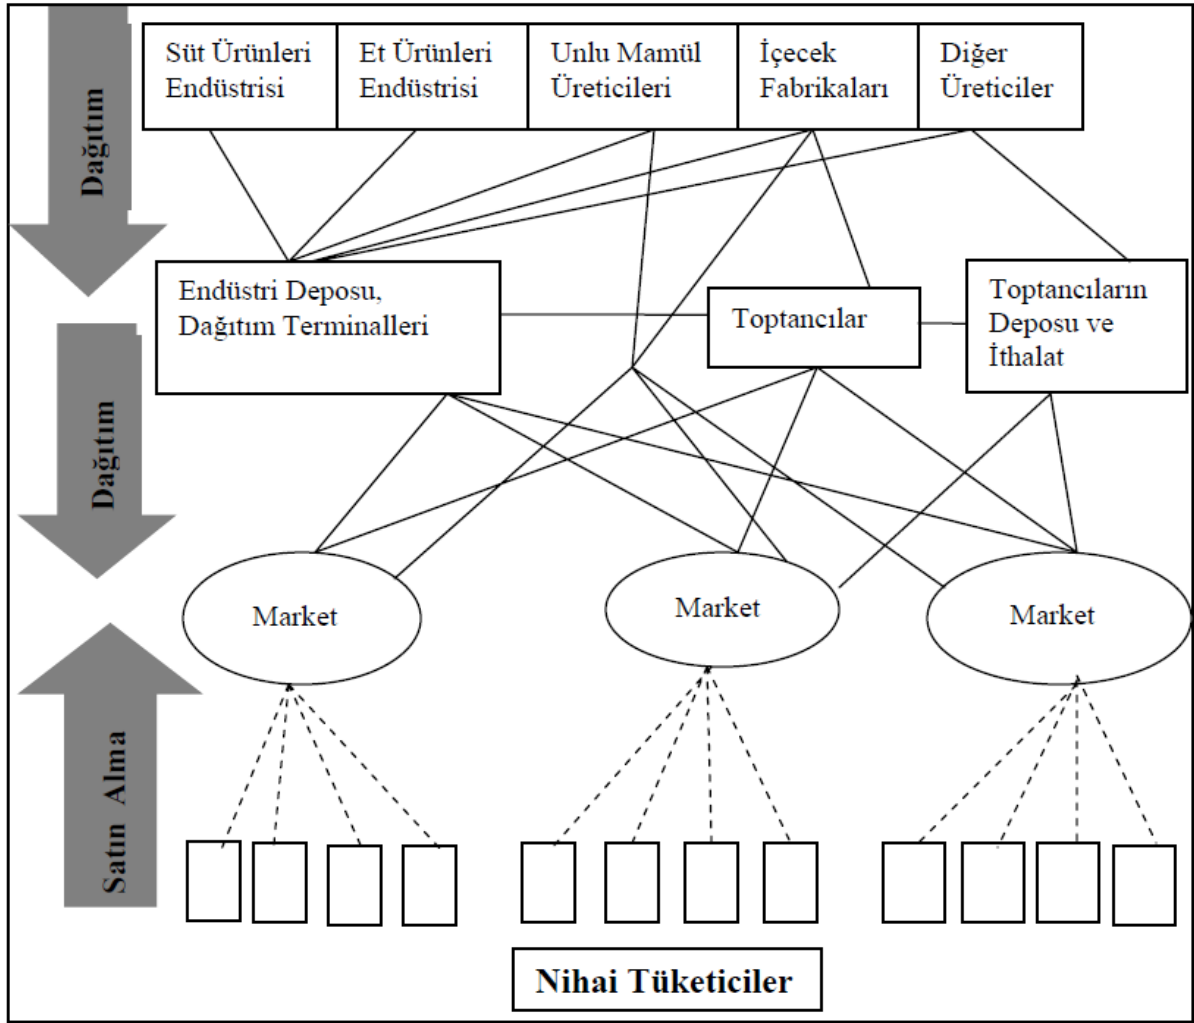 Dağıtım
Süt Ürünleri
Endüstrisi
Et Ürünleri
Endüstrisi
Unlu Mamül
Üreticileri
İçecek
Fabrikaları
Diğer
Üreticiler
Dağıtım
Endüstri Deposu,
Dağıtım Terminalleri
Toptancılar
Toptancıların
Deposu ve
İthalat
Market
Market
Market
Satın Alma
Nihai Tüketiciler